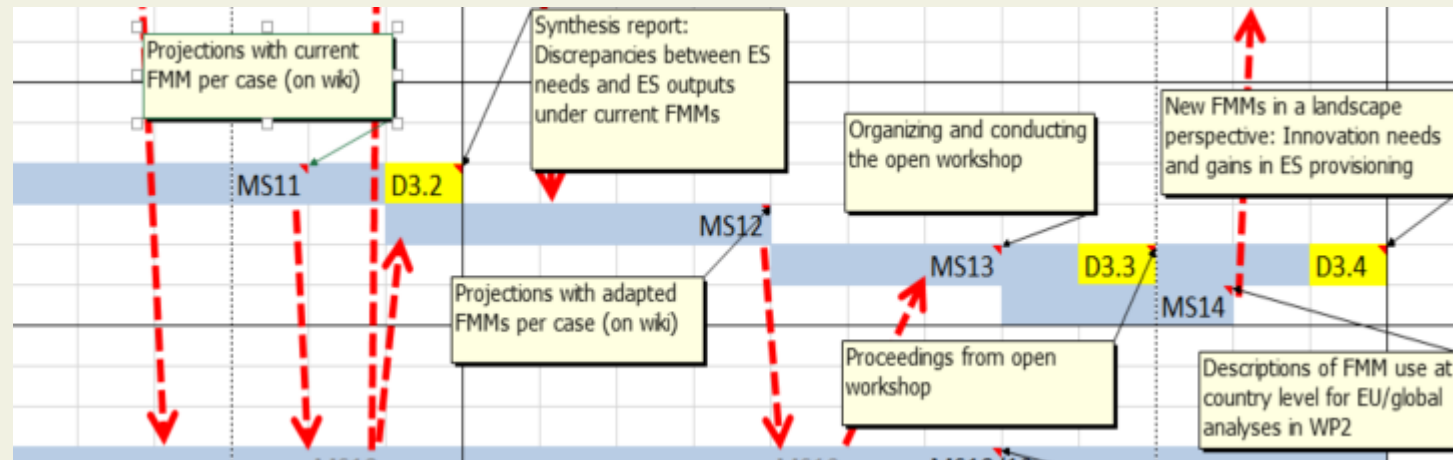 Projections with current
FMM per case (on wiki)
Synthesis report:
Discrepancies between ES
needs and ES outputs
under current FMMs
Organizing and conducting
the open workshop
New FMMs in a landscape
perspective: Innovation needs
and gains in ES provisioning
MS11
D3.2
MS12
MS13
D3.3
D3.4
MS14
Projections with adapted
FMMs per case (on wiki)
Proceedings from open
workshop
Descriptions of FMM use at
country level for EU/global
analyses in WP2